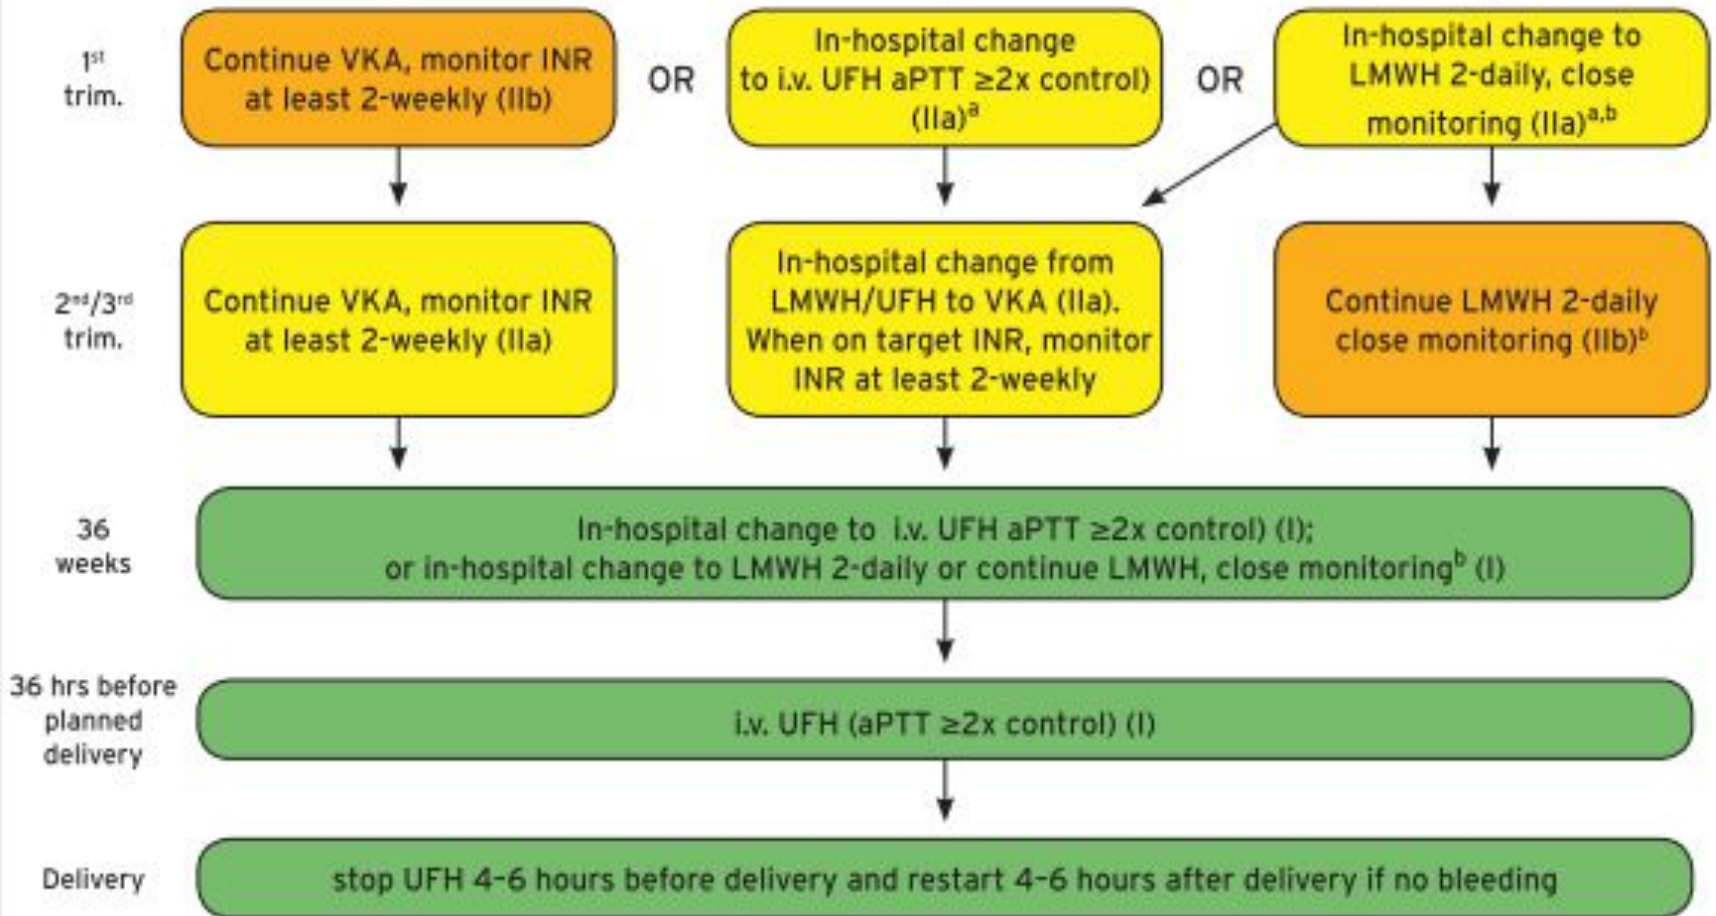 1st
trim.
Continue VKA, monitor INR
at least 2-weekly (IIb)
OR
In-hospital change
to i.v. UFH aPTT ≥2x control)
(IIa)a
OR
In-hospital change to
LMWH 2-daily, close
monitoring (IIa)a,b
2nd/3rd
trim.
Continue VKA, monitor INR
at least 2-weekly (IIa)
In-hospital change from
LMWH/UFH to VKA (IIa).
When on target INR, monitor
INR at least 2-weekly
Continue LMWH 2-daily
close monitoring (IIb)b
36
weeks
In-hospital change to i.v. UFH aPTT ≥2x control) (I);
or in-hospital change to LMWH 2-daily or continue LMWH, close monitoringb (I)
36 hrs before
planned
delivery
i.v. UFH (aPTT ≥2x control) (I)
Delivery
stop UFH 4-6 hours before delivery and restart 4-6 hours after delivery if no bleeding